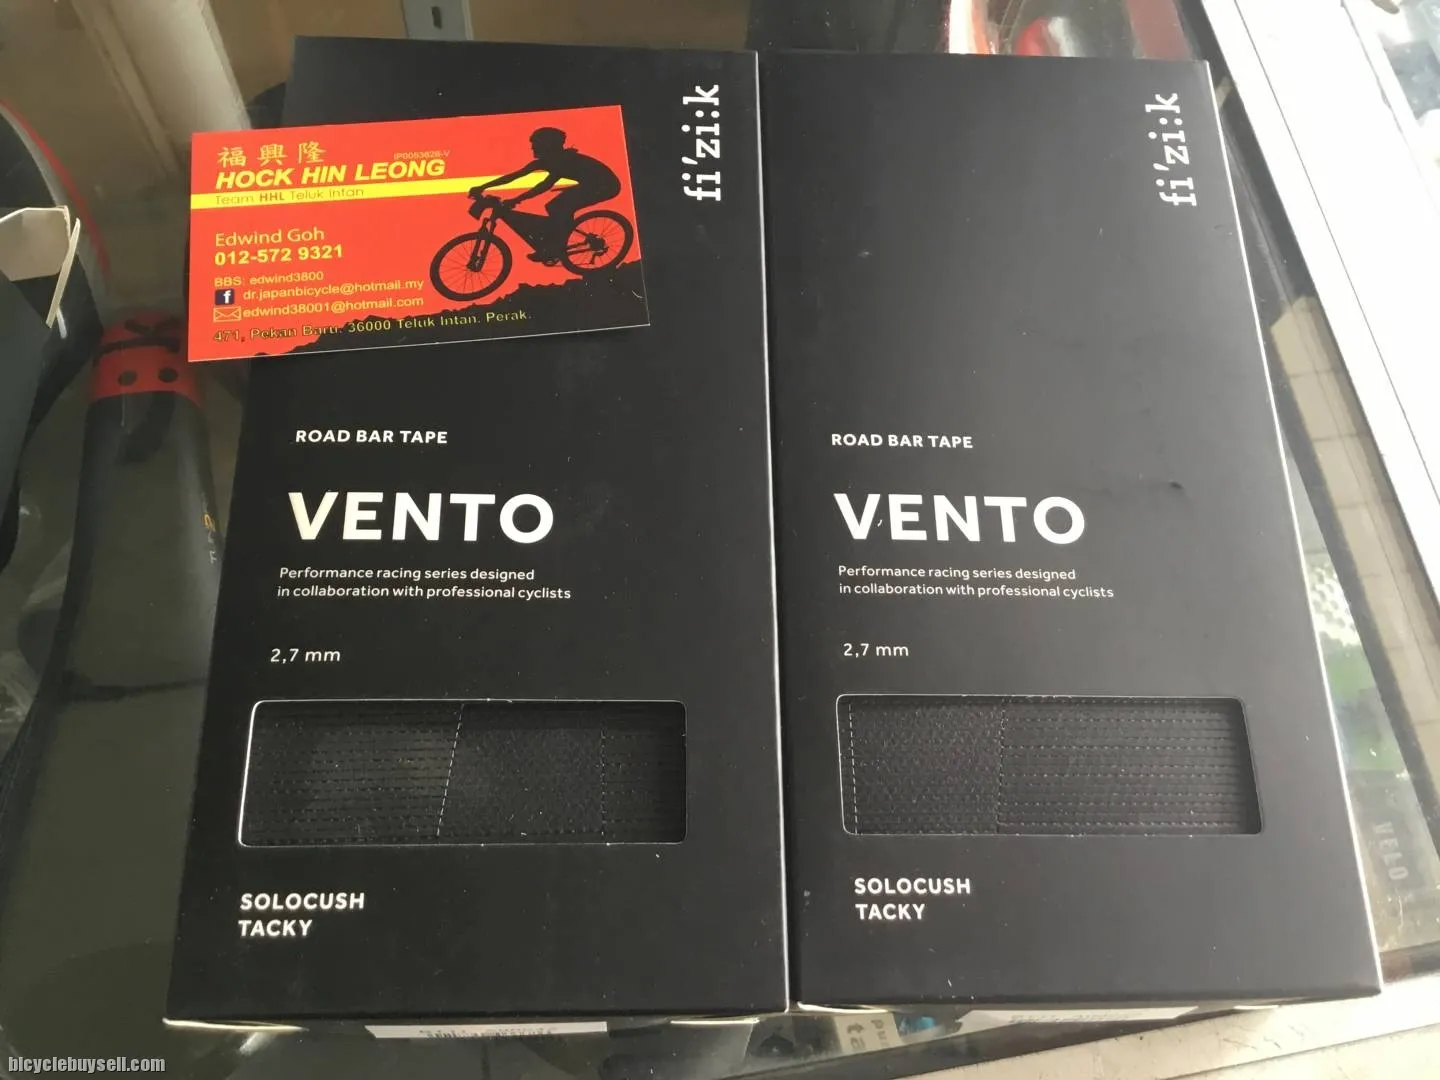 福興隆
IP0053828-V
HOCK HIN LEONG
Team HHL Teluk Intan
Edwind Goh
012-572 9321
BBS: edwind3800
f dr.japanbicycle@hotmail.my
edwind38001@hotmail.com
471, Pekan Baru. 36000 Teluk Intan. Perak.
fi'zi:k
ROAD BAR TAPE
VENTO
Performance racing series designed
in collaboration with professional cyclists
2,7 mm
SOLOCUSH
TACKY
fi'zi:k
ROAD BAR TAPE
VENTO
Performance racing series designed
in collaboration with professional cyclists
2,7 mm
SOLOCUSH
TACKY
VELO
bicyclebuysell.com